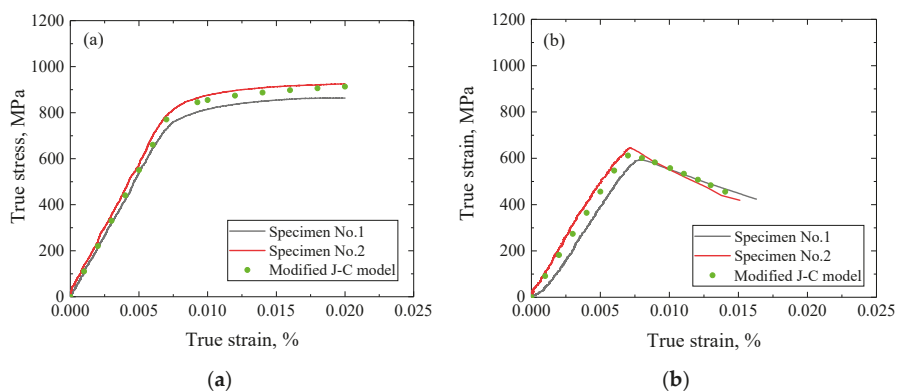 (a)
True stress, MPa
1200
1000
800
600
400
200
0
Specimen No.1
Specimen No.2
Modified J-C model
0.000 0.005 0.010 0.015 0.020 0.025
True strain, %
(a)
(b)
True strain, MPa
1200
1000
800
600
400
200
0
Specimen No.1
Specimen No.2
Modified J-C model
0.000 0.005 0.010 0.015 0.020 0.025
True strain, %
(b)